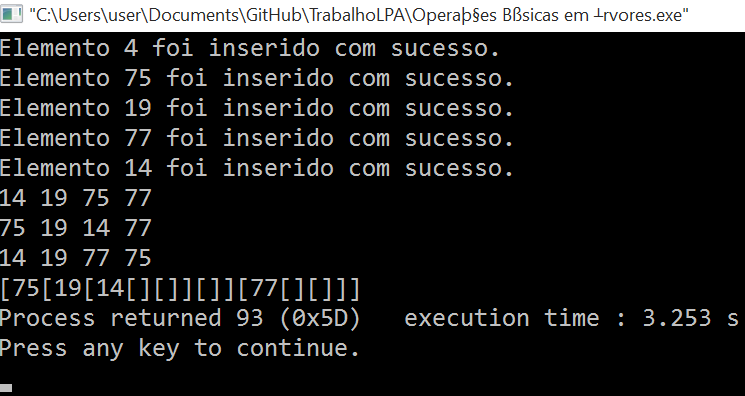 "C:\Users\user\Documents\GitHub\TrabalhoLPA\Operaþ§es Bßsicas em ┴rvores.exe"
Elemento 4 foi inserido com sucesso.
Elemento 75 foi inserido com sucesso.
Elemento 19 foi inserido com sucesso.
Elemento 77 foi inserido com sucesso.
Elemento 14 foi inserido com sucesso.
14 19 75 77
75 19 14 77
14 19 77 75
[75[19[14[][]][]][77[][]]]
Process returned 93 (0x5D)   execution time : 3.253 s
Press any key to continue.